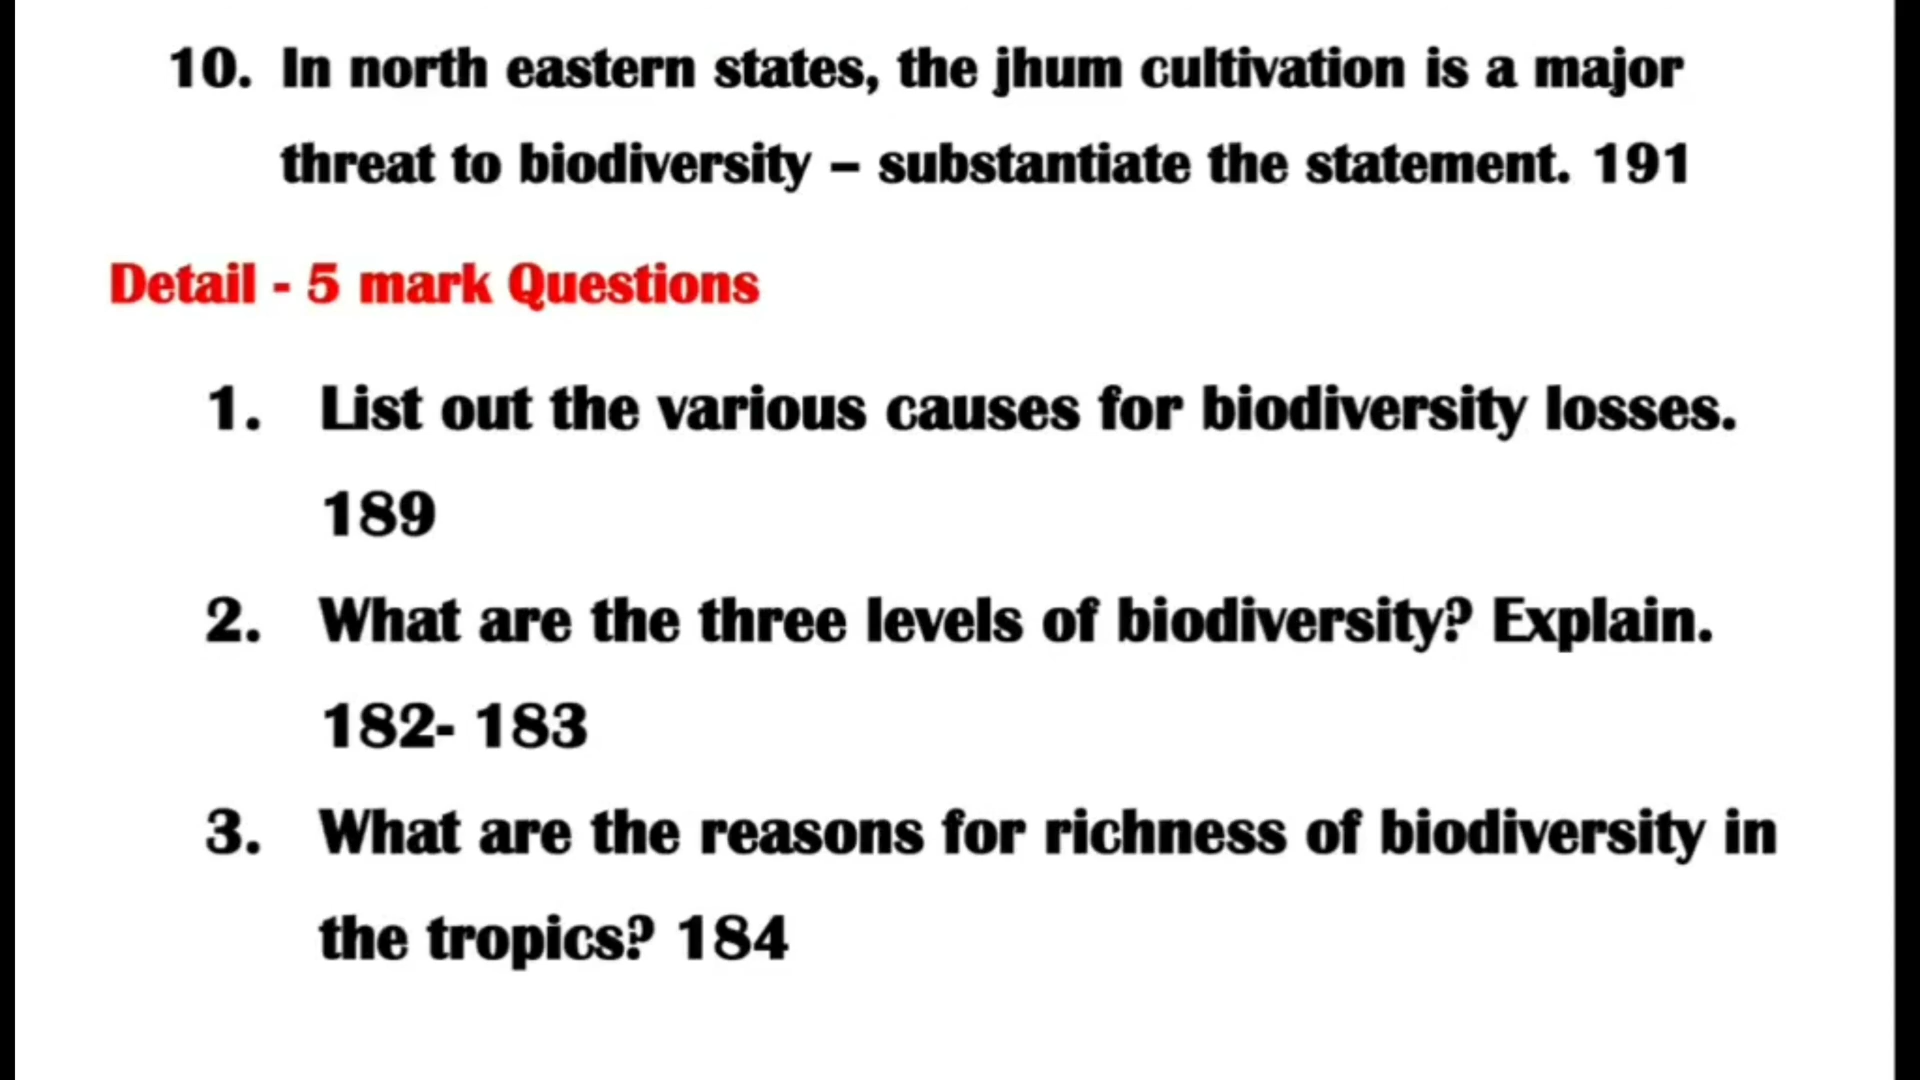 10. In north eastern states, the jhum cultivation is a major
threat to biodiversity – substantiate the statement. 191
Detail - 5 mark Questions
1. List out the various causes for biodiversity losses.
189
2. What are the three levels of biodiversity? Explain.
182- 183
3. What are the reasons for richness of biodiversity in
the tropics? 184